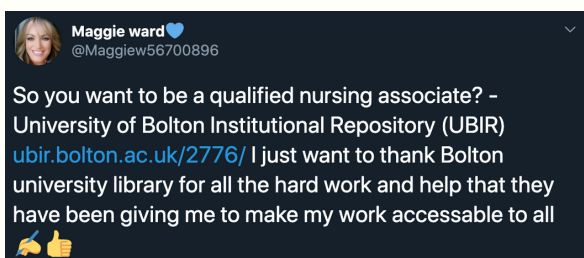 Maggie ward💙
@Maggiew56700896
So you want to be a qualified nursing associate? -
University of Bolton Institutional Repository (UBIR)
ubir.bolton.ac.uk/2776/ I just want to thank Bolton
university library for all the hard work and help that they
have been giving me to make my work accessable to all
✍️👍